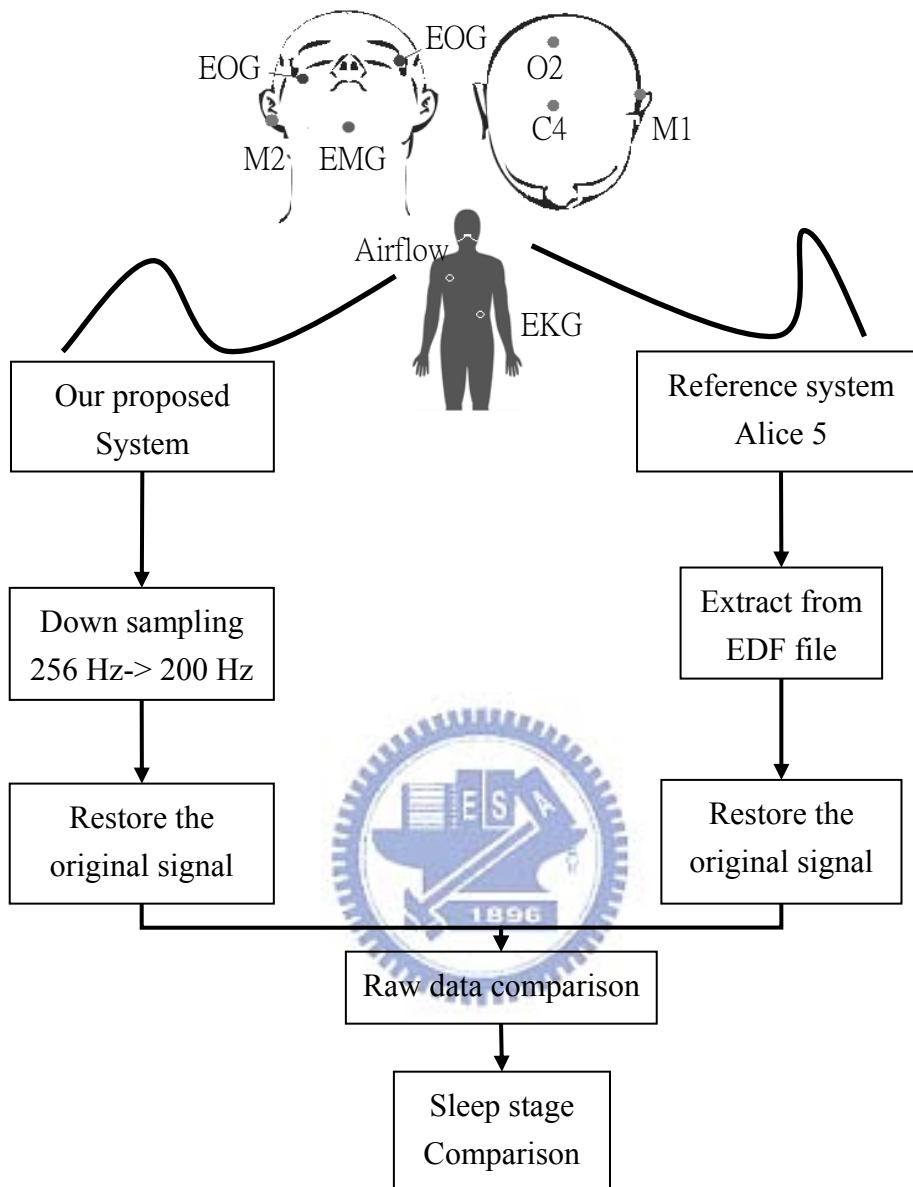 EOG
EOG
O2
C4
M1
M2
EMG
Airflow
EKG
Our proposed
System
Reference system
Alice 5
Down sampling
256 Hz-> 200 Hz
Extract from
EDF file
Restore the
original signal
Restore the
original signal
E S A
1896
Raw data comparison
Sleep stage
Comparison